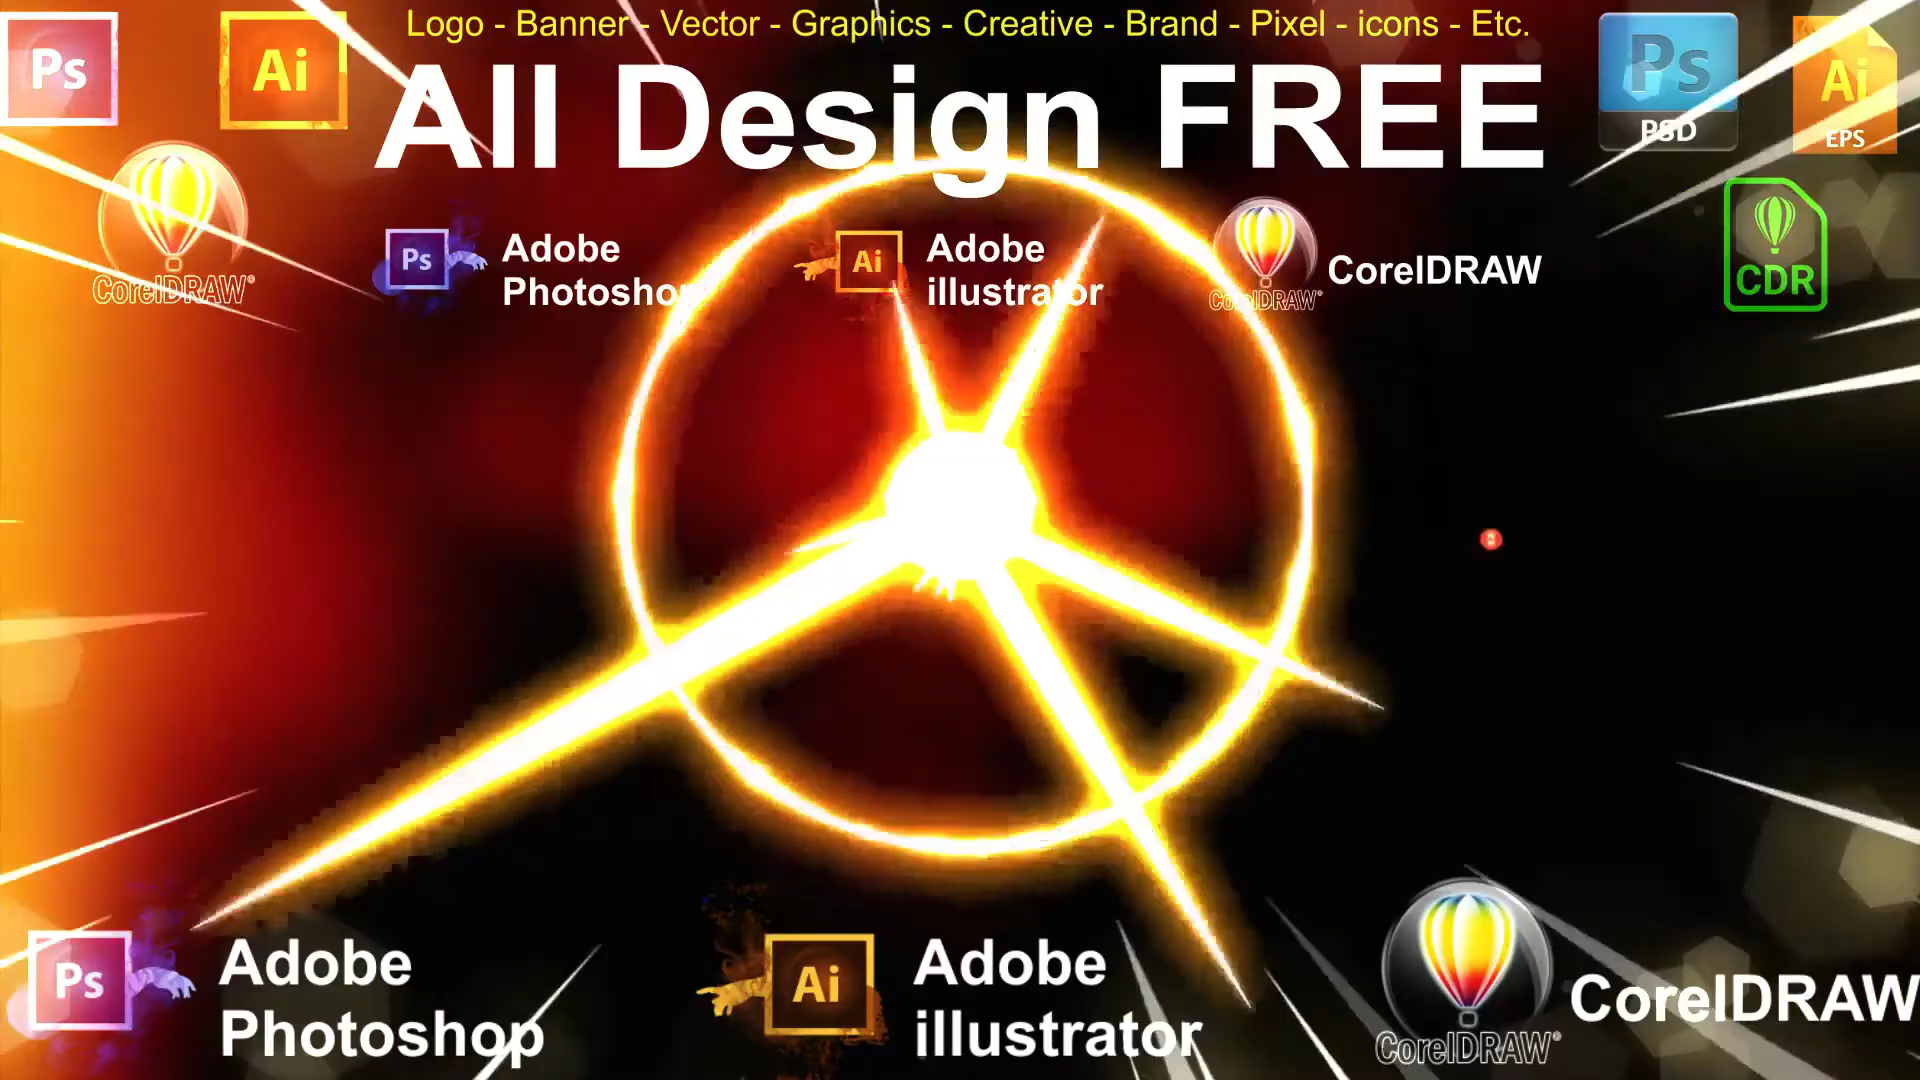 Logo - Banner - Vector - Graphics - Creative - Brand - Pixel - icons - Etc.
All Design FREE
Ps
Ai
Ps
PSD
Ai
EPS
CorelDRAW®
Ps
Adobe
Photoshop
Ai
Adobe
illustrator
CorelDRAW®
CorelDRAW
CDR
Ps
Adobe
Photoshop
Ai
Adobe
illustrator
CorelDRAW®
CorelDRAW